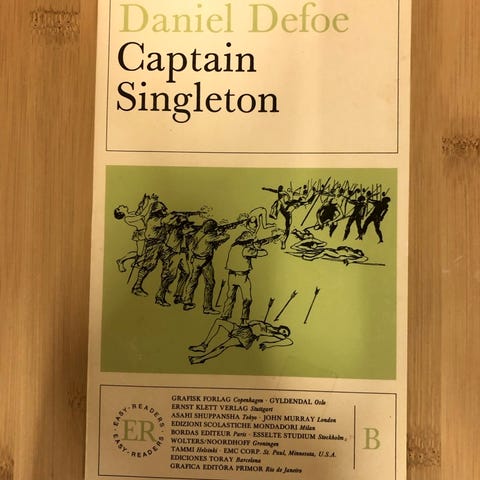 Daniel Defoe
Captain
Singleton
GRAFISK FORLAG Copenhagen · GYLDENDAL Oslo
ERNST KLETT VERLAG Stuttgart
ASAHI SHUPPANSHA Tokyo · JOHN MURRAY London
EDIZIONI SCOLASTICHE MONDADORI Milan
BORDAS EDITEUR Paris · ESSELTE STUDIUM Stockholm
WOLTERS/NOORDHOFF Groningen
TAMMI Helsinki · EMC CORP. St. Paul, Minnesota, U.S.A.
EDICIONES TORAY Barcelona
GRAFICA EDITÔRA PRIMOR Rio de Janeiro
EASY-READERS
ER
EASY-READERS
B